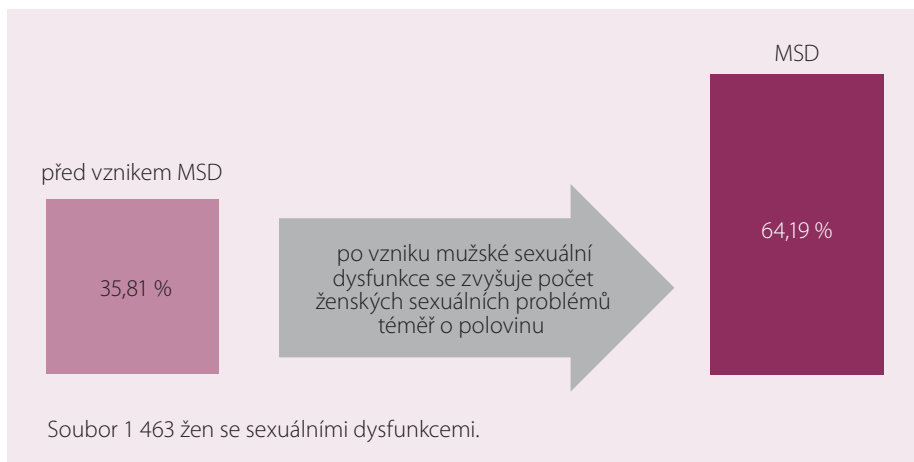 MSD
před vznikem MSD
35,81 %
po vzniku mužské sexuální
dysfunkce se zvyšuje počet
ženských sexuálních problémů
téměř o polovinu
64,19 %
Soubor 1 463 žen se sexuálními dysfunkcemi.